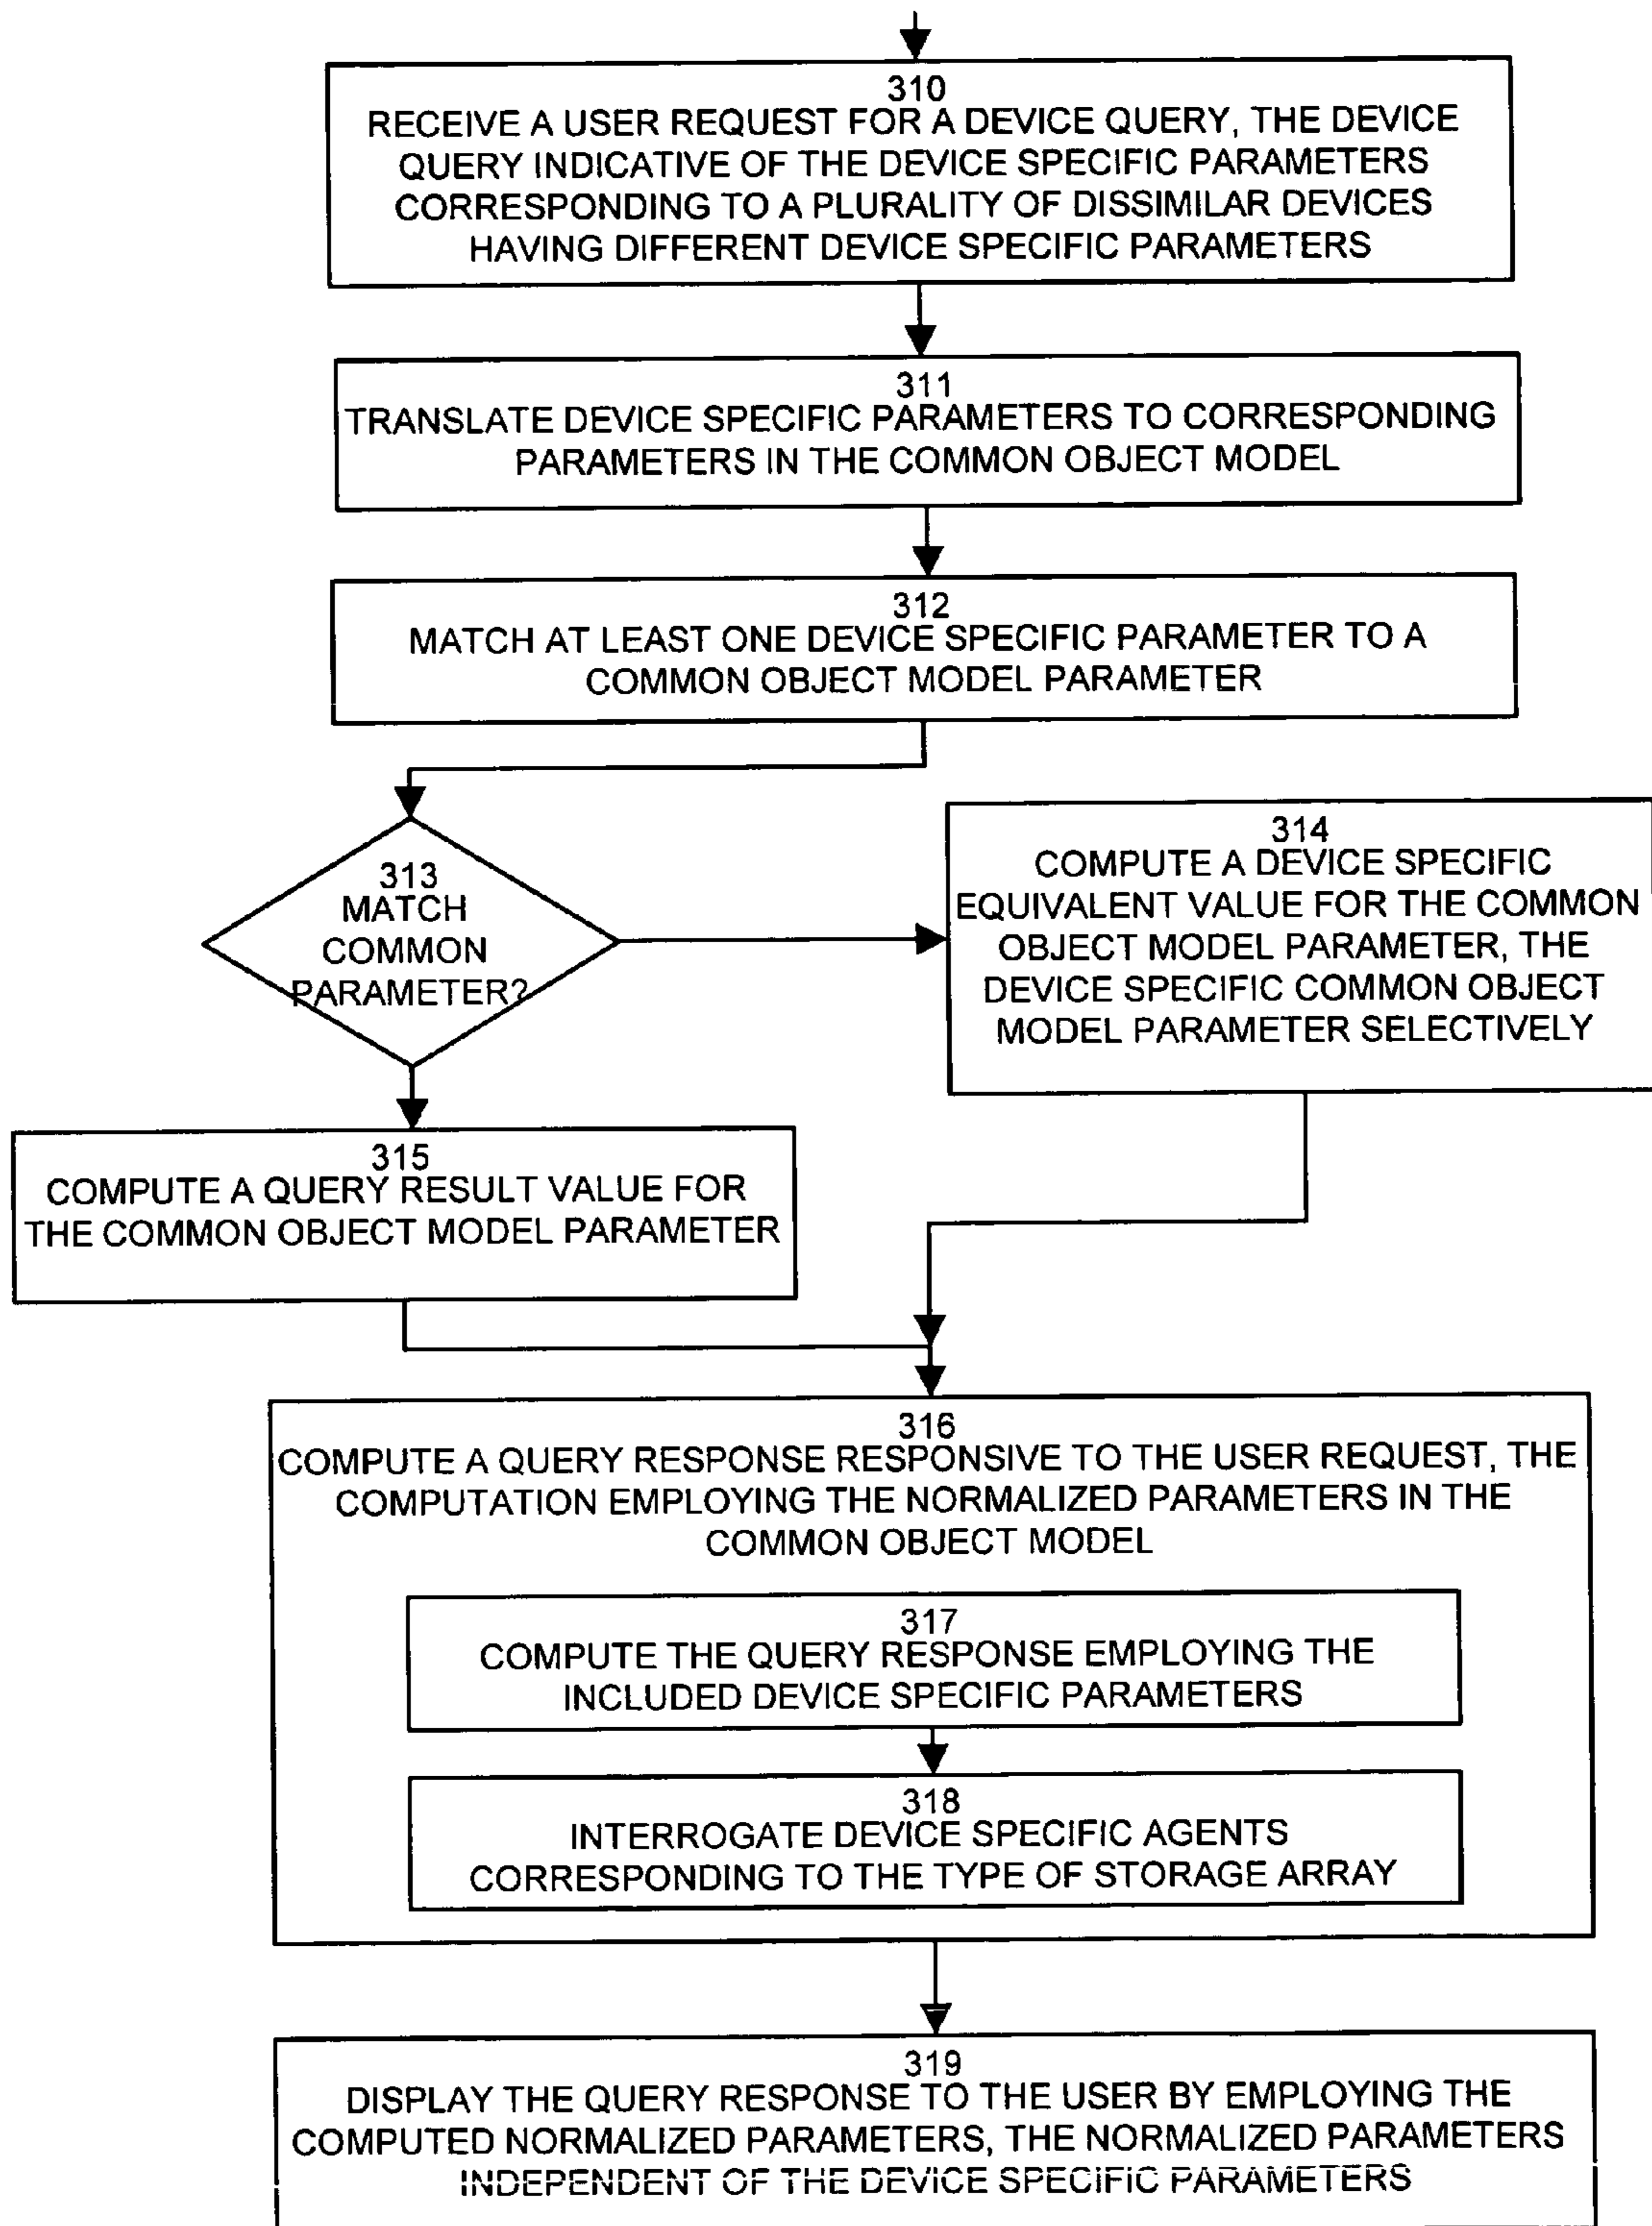 310
RECEIVE A USER REQUEST FOR A DEVICE QUERY, THE DEVICE
QUERY INDICATIVE OF THE DEVICE SPECIFIC PARAMETERS
CORRESPONDING TO A PLURALITY OF DISSIMILAR DEVICES
HAVING DIFFERENT DEVICE SPECIFIC PARAMETERS
311
TRANSLATE DEVICE SPECIFIC PARAMETERS TO CORRESPONDING
PARAMETERS IN THE COMMON OBJECT MODEL
312
MATCH AT LEAST ONE DEVICE SPECIFIC PARAMETER TO A
COMMON OBJECT MODEL PARAMETER
313
MATCH
COMMON
PARAMETER?
314
COMPUTE A DEVICE SPECIFIC
EQUIVALENT VALUE FOR THE COMMON
OBJECT MODEL PARAMETER, THE
DEVICE SPECIFIC COMMON OBJECT
MODEL PARAMETER SELECTIVELY
315
COMPUTE A QUERY RESULT VALUE FOR
THE COMMON OBJECT MODEL PARAMETER
316
COMPUTE A QUERY RESPONSE RESPONSIVE TO THE USER REQUEST, THE
COMPUTATION EMPLOYING THE NORMALIZED PARAMETERS IN THE
COMMON OBJECT MODEL
317
COMPUTE THE QUERY RESPONSE EMPLOYING THE
INCLUDED DEVICE SPECIFIC PARAMETERS
318
INTERROGATE DEVICE SPECIFIC AGENTS
CORRESPONDING TO THE TYPE OF STORAGE ARRAY
319
DISPLAY THE QUERY RESPONSE TO THE USER BY EMPLOYING THE
COMPUTED NORMALIZED PARAMETERS, THE NORMALIZED PARAMETERS
INDEPENDENT OF THE DEVICE SPECIFIC PARAMETERS